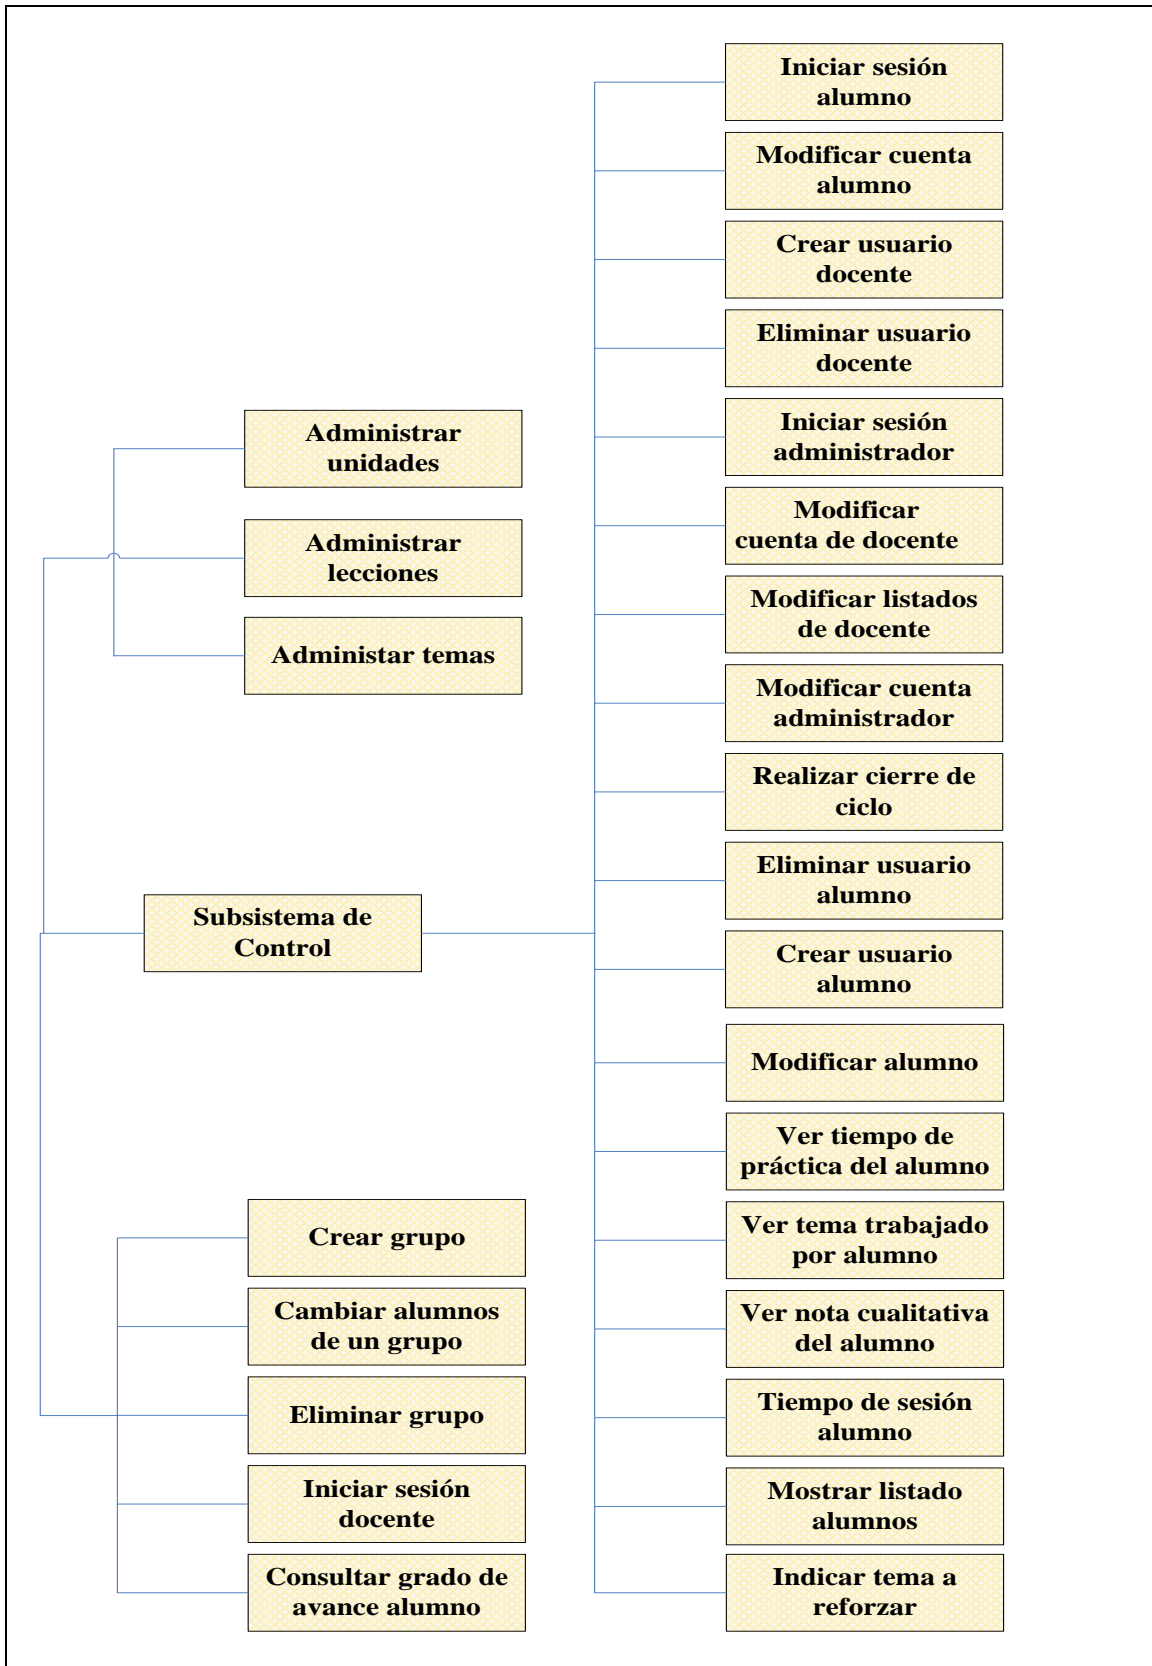 Administrar
unidades
Administrar
lecciones
Administar temas
Subsistema de
Control
Crear grupo
Cambiar alumnos
de un grupo
Eliminar grupo
Iniciar sesión
docente
Consultar grado de
avance alumno
Iniciar sesión
alumno
Modificar cuenta
alumno
Crear usuario
docente
Eliminar usuario
docente
Iniciar sesión
administrador
Modificar
cuenta de docente
Modificar listados
de docente
Modificar cuenta
administrador
Realizar cierre de
ciclo
Eliminar usuario
alumno
Crear usuario
alumno
Modificar alumno
Ver tiempo de
práctica del alumno
Ver tema trabajado
por alumno
Ver nota cualitativa
del alumno
Tiempo de sesión
alumno
Mostrar listado
alumnos
Indicar tema a
reforzar